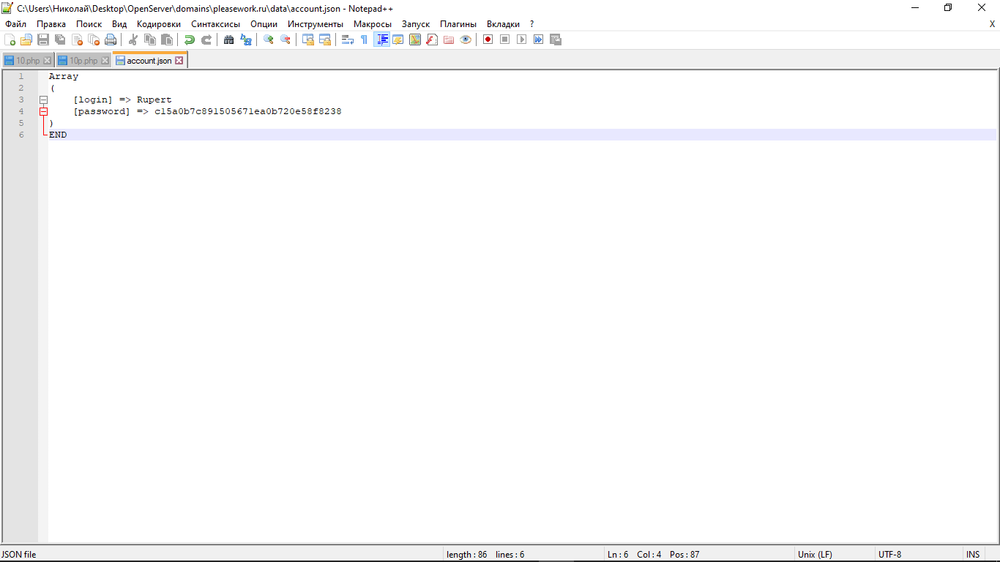 C:\Users\Николай\Desktop\OpenServer\domains\pleasework.ru\data\account.json - Notepad++
Файл Правка Поиск Вид Кодировки Синтаксисы Опции Инструменты Макросы Запуск Плагины Вкладки ? X
10.php 10p.php account.json
1 Array
2 (
3 [login] => Rupert
4 [password] => c15a0b7c891505671ea0b720e58f8238
5 )
6 END
JSON file length : 86 lines : 6 Ln : 6 Col : 4 Pos : 87 Unix (LF) UTF-8 INS